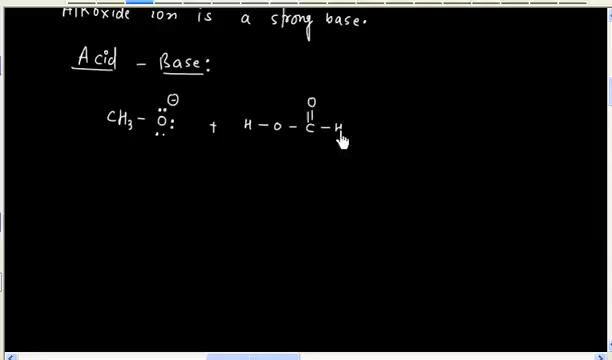 Alkoxide ion is a strong base.
Acid - Base:
O
CH3 - O ⊖ + H - O - C - H